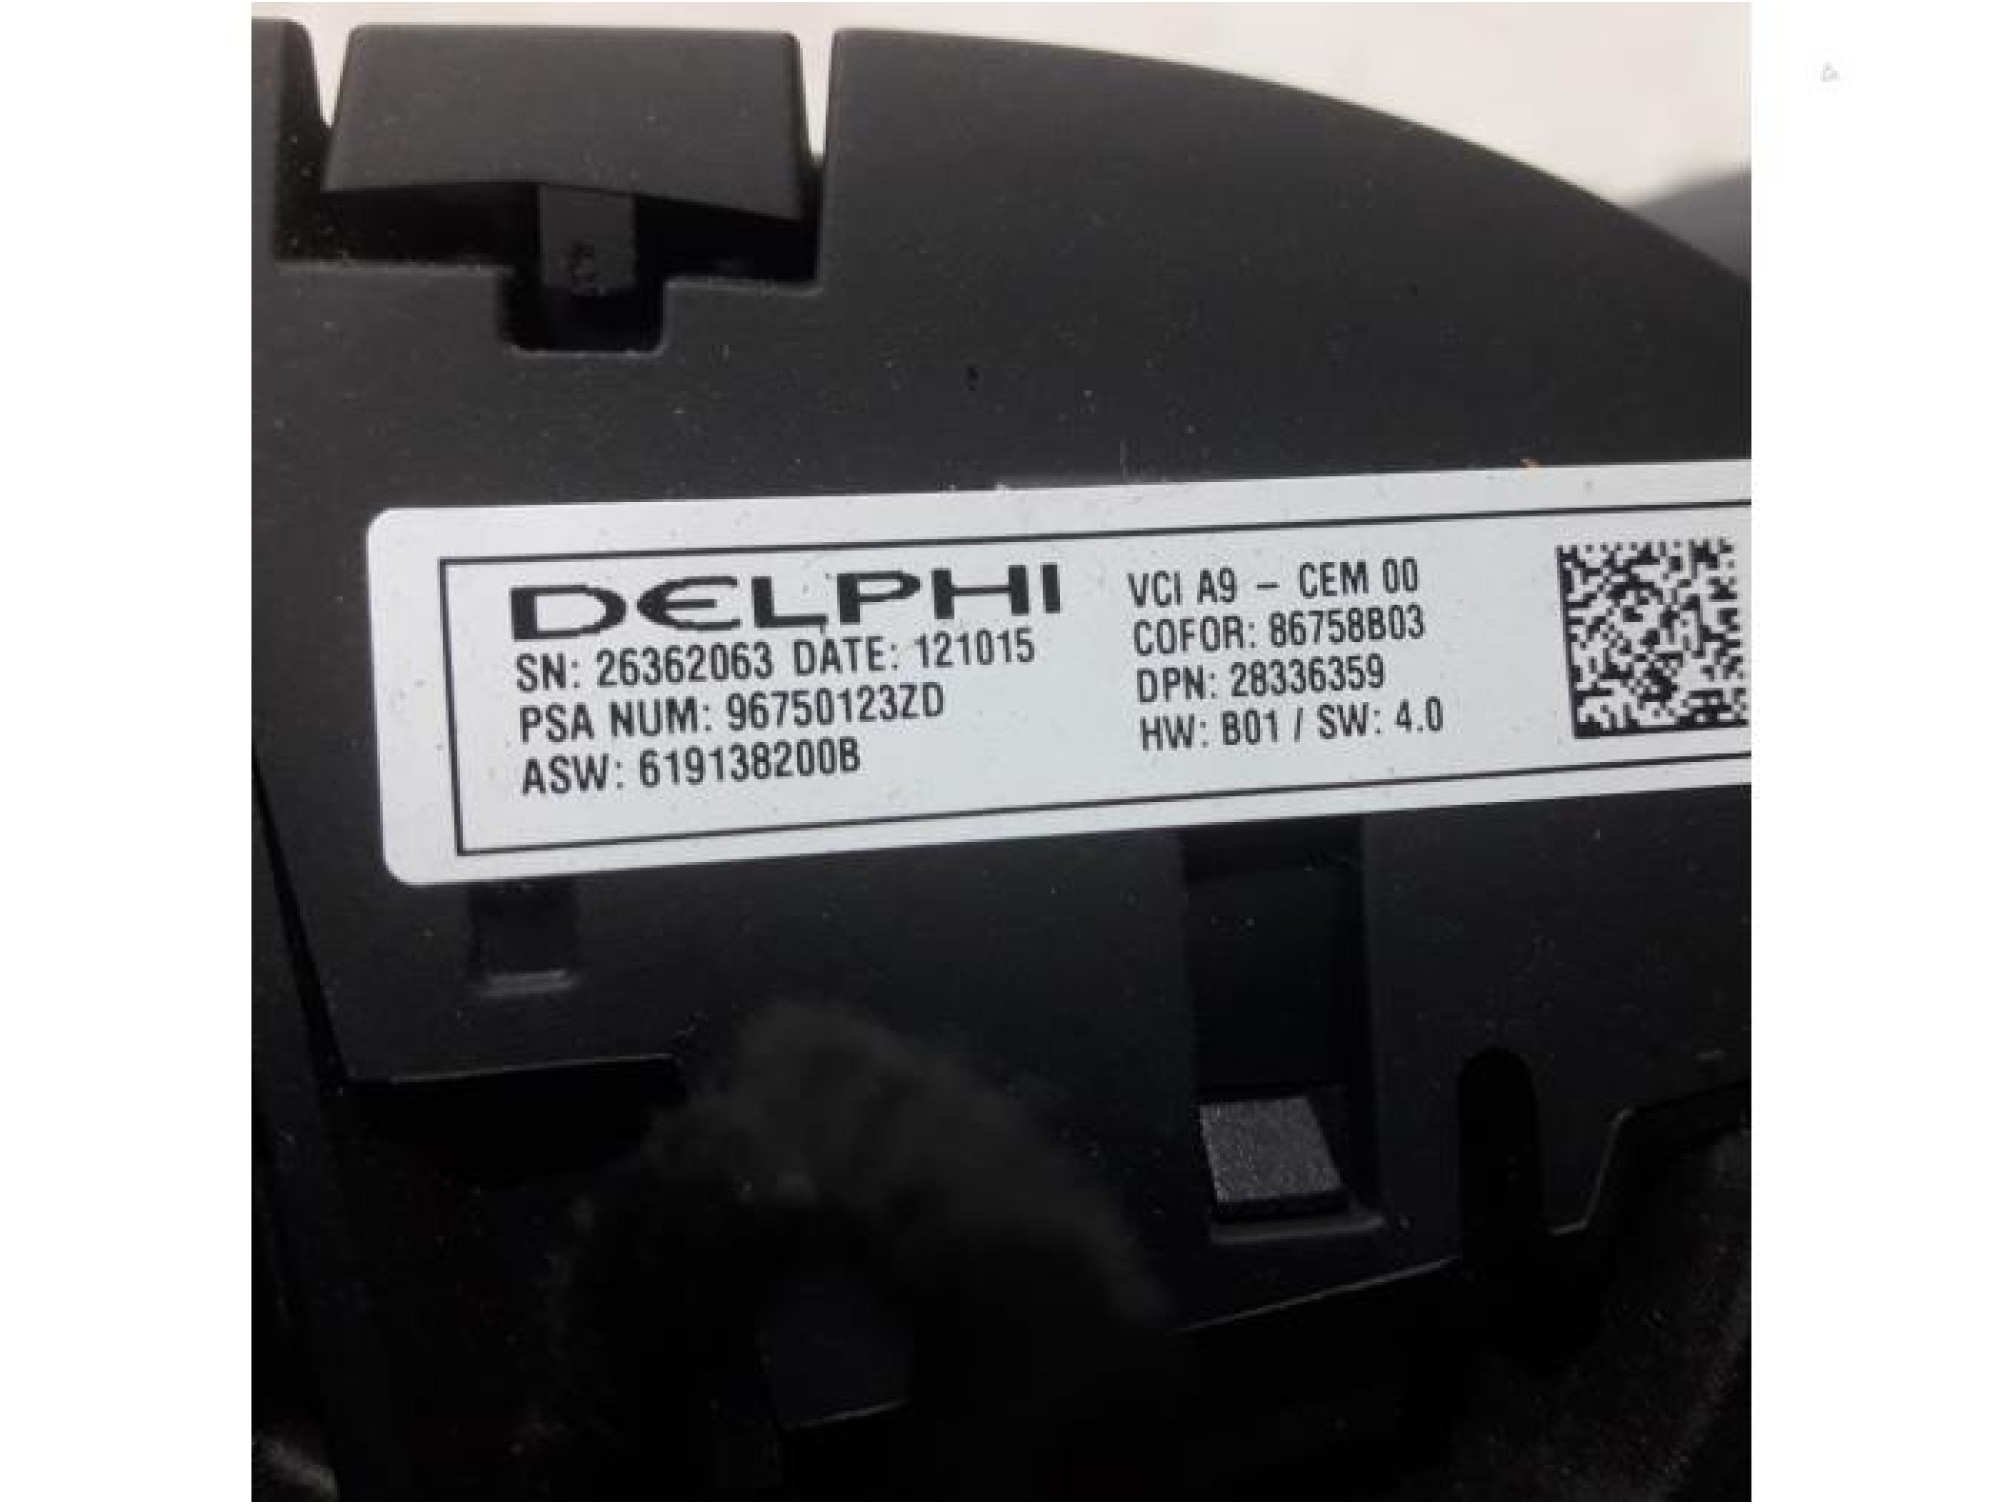 DELPHI
SN: 26362063 DATE: 121015
PSA NUM: 96750123ZD
ASW: 619138200B
VCI A9 – CEM 00
COFOR: 86758B03
DPN: 28336359
HW: B01 / SW: 4.0